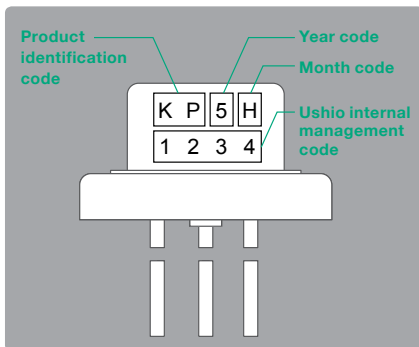 Product
identification
code
Year code
Month code
K P 5 H
Ushio internal
management
code
1 2 3 4